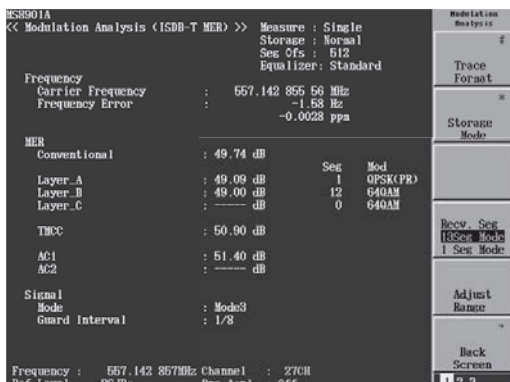 MS8901A
<< Modulation Analysis (ISDB-T MER) >> Measure : Single
Storage : Normal
Seg Ofs : 512
Equalizer: Standard
Frequency
Carrier Frequency : 557.142 855 56 MHz
Frequency Error : -1.58 Hz
-0.0028 ppm
MER
Conventional : 49.74 dB
Seg Mod
Layer_A : 49.09 dB 1 QPSK(PR)
Layer_B : 49.00 dB 12 64QAM
Layer_C : ----- dB 0 64QAM
TMCC : 50.90 dB
AC1 : 51.40 dB
AC2 : ----- dB
Signal
Mode : Mode3
Guard Interval : 1/8
Frequency : 557.142 857MHz Channel : 27CH
Modulation
Analysis
#
Trace
Format
*
Storage
Mode
Recv. Seg
13Seg Mode
1 Seg Mode
Adjust
Range
→
Back
Screen
1 2 3